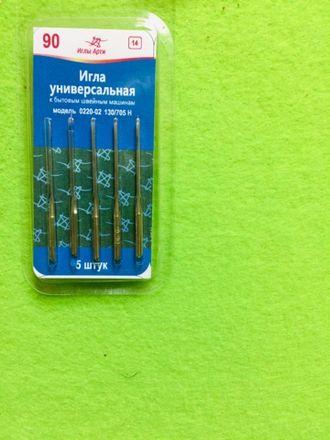 90
14
Иглы Арти
Игла
универсальная
к бытовым швейным машинам
модель 0220-02 130/705 H
5 штук